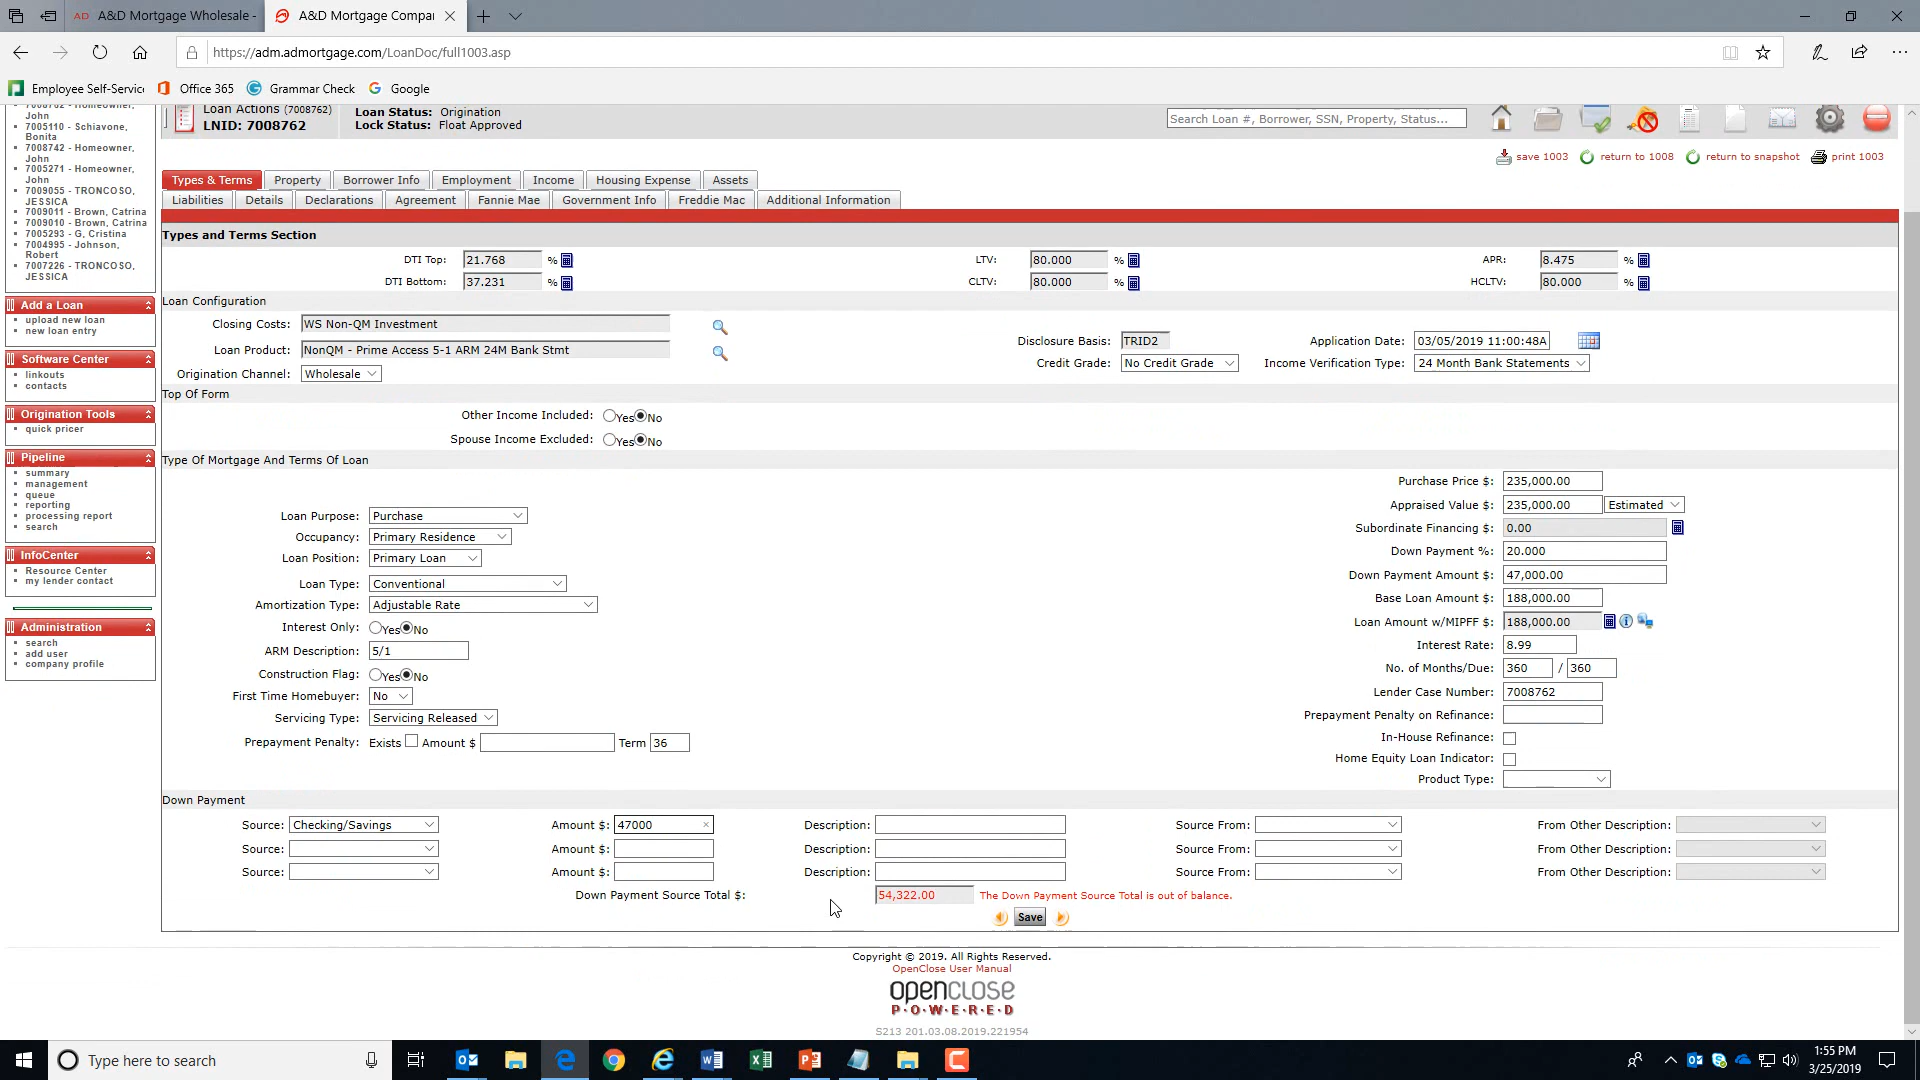 A&D Mortgage Wholesale -
A&D Mortgage Compar
https://adm.admortgage.com/LoanDoc/full1003.asp
Employee Self-Service
Office 365
Grammar Check
Google
7008762 - Homeowner,
John
7005110 - Schiavone,
Bonita
7008742 - Homeowner,
John
7005271 - Homeowner,
John
7009055 - TRONCOSO,
JESSICA
7009011 - Brown, Catrina
7009010 - Brown, Catrina
7005293 - G, Cristina
7004995 - Johnson,
Robert
7007226 - TRONCOSO,
JESSICA
Add a Loan
upload new loan
new loan entry
Software Center
linkouts
contacts
Origination Tools
quick pricer
Pipeline
summary
management
queue
reporting
processing report
search
InfoCenter
Resource Center
my lender contact
Administration
search
add user
company profile
Loan Actions (7008762)
LNID: 7008762
Loan Status: Origination
Lock Status: Float Approved
Search Loan #, Borrower, SSN, Property, Status...
save 1003 return to 1008 return to snapshot print 1003
Types & Terms Property Borrower Info Employment Income Housing Expense Assets
Liabilities Details Declarations Agreement Fannie Mae Government Info Freddie Mac Additional Information
Types and Terms Section
DTI Top: 21.768 % LTV: 80.000 % APR: 8.475 %
DTI Bottom: 37.231 % CLTV: 80.000 % HCLTV: 80.000 %
Loan Configuration
Closing Costs: WS Non-QM Investment
Loan Product: NonQM - Prime Access 5-1 ARM 24M Bank Stmt
Origination Channel: Wholesale
Disclosure Basis: TRID2 Application Date: 03/05/2019 11:00:48A
Credit Grade: No Credit Grade Income Verification Type: 24 Month Bank Statements
Top Of Form
Other Income Included: Yes No
Spouse Income Excluded: Yes No
Type Of Mortgage And Terms Of Loan
Loan Purpose: Purchase
Occupancy: Primary Residence
Loan Position: Primary Loan
Loan Type: Conventional
Amortization Type: Adjustable Rate
Interest Only: Yes No
ARM Description: 5/1
Construction Flag: Yes No
First Time Homebuyer: No
Servicing Type: Servicing Released
Prepayment Penalty: Exists Amount $ Term 36
Purchase Price $: 235,000.00
Appraised Value $: 235,000.00 Estimated
Subordinate Financing $: 0.00
Down Payment %: 20.000
Down Payment Amount $: 47,000.00
Base Loan Amount $: 188,000.00
Loan Amount w/MIPFF $: 188,000.00
Interest Rate: 8.99
No. of Months/Due: 360 / 360
Lender Case Number: 7008762
Prepayment Penalty on Refinance:
In-House Refinance:
Home Equity Loan Indicator:
Product Type:
Down Payment
Source: Checking/Savings Amount $: 47000 × Description: Source From: From Other Description:
Source: Amount $: Description: Source From: From Other Description:
Source: Amount $: Description: Source From: From Other Description:
Down Payment Source Total $: 54,322.00 The Down Payment Source Total is out of balance.
Save
Copyright © 2019. All Rights Reserved.
OpenClose User Manual
openclose
P·O·W·E·R·E·D
S213 201.03.08.2019.221954
Type here to search
1:55 PM
3/25/2019